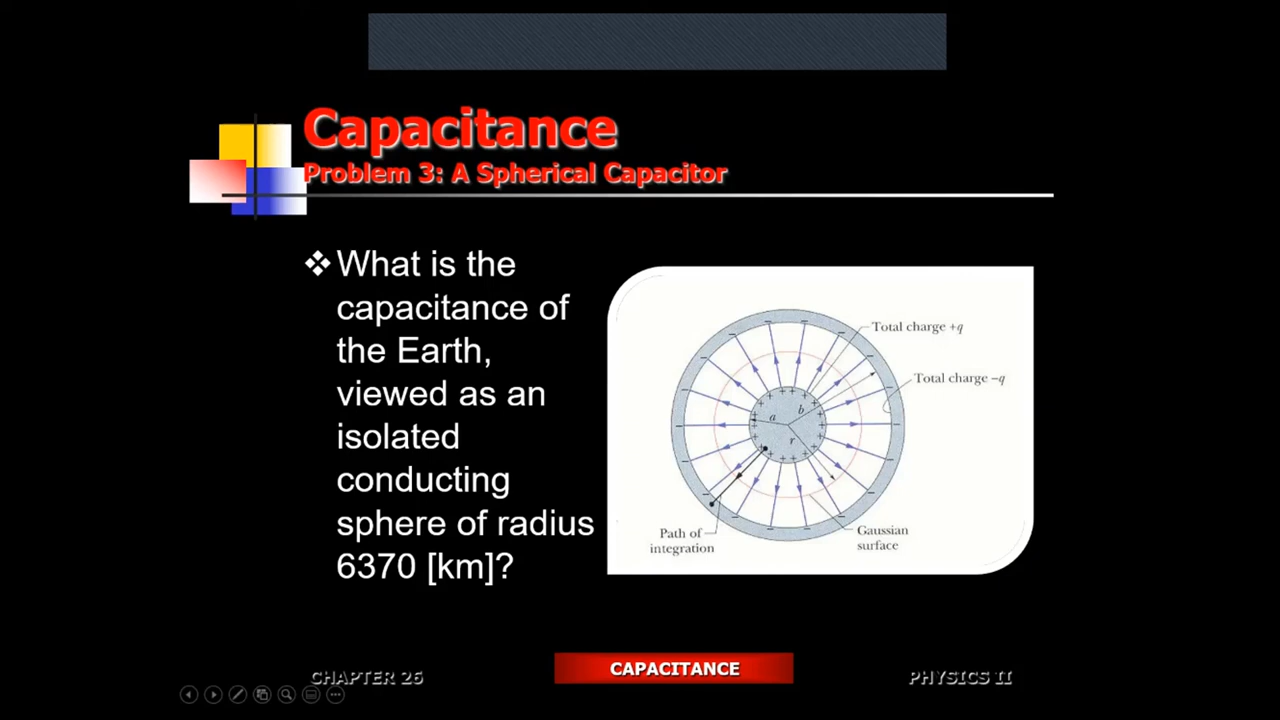 Capacitance
Problem 3: A Spherical Capacitor
❖ What is the
capacitance of
the Earth,
viewed as an
isolated
conducting
sphere of radius
6370 [km]?
Total charge +q
Total charge −q
a
b
r
Path of
integration
Gaussian
surface
CHAPTER 26
CAPACITANCE
PHYSICS II